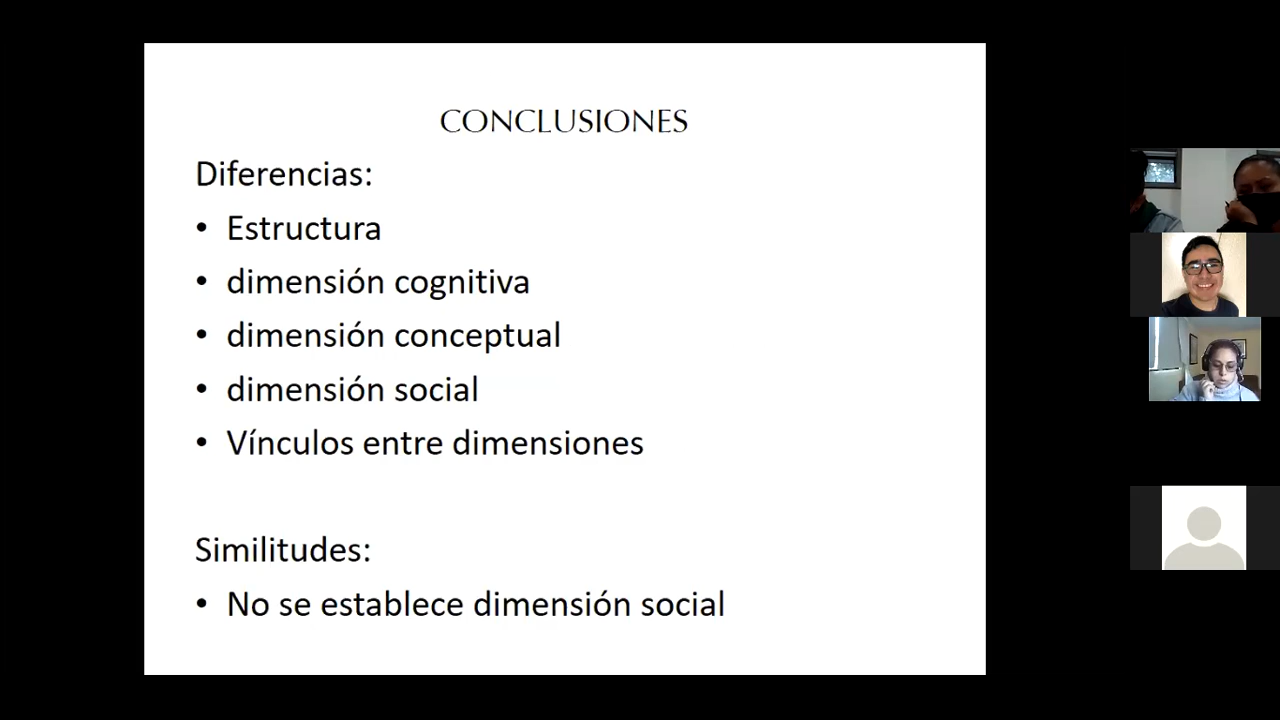 CONCLUSIONES
Diferencias:
• Estructura
• dimensión cognitiva
• dimensión conceptual
• dimensión social
• Vínculos entre dimensiones
Similitudes:
• No se establece dimensión social